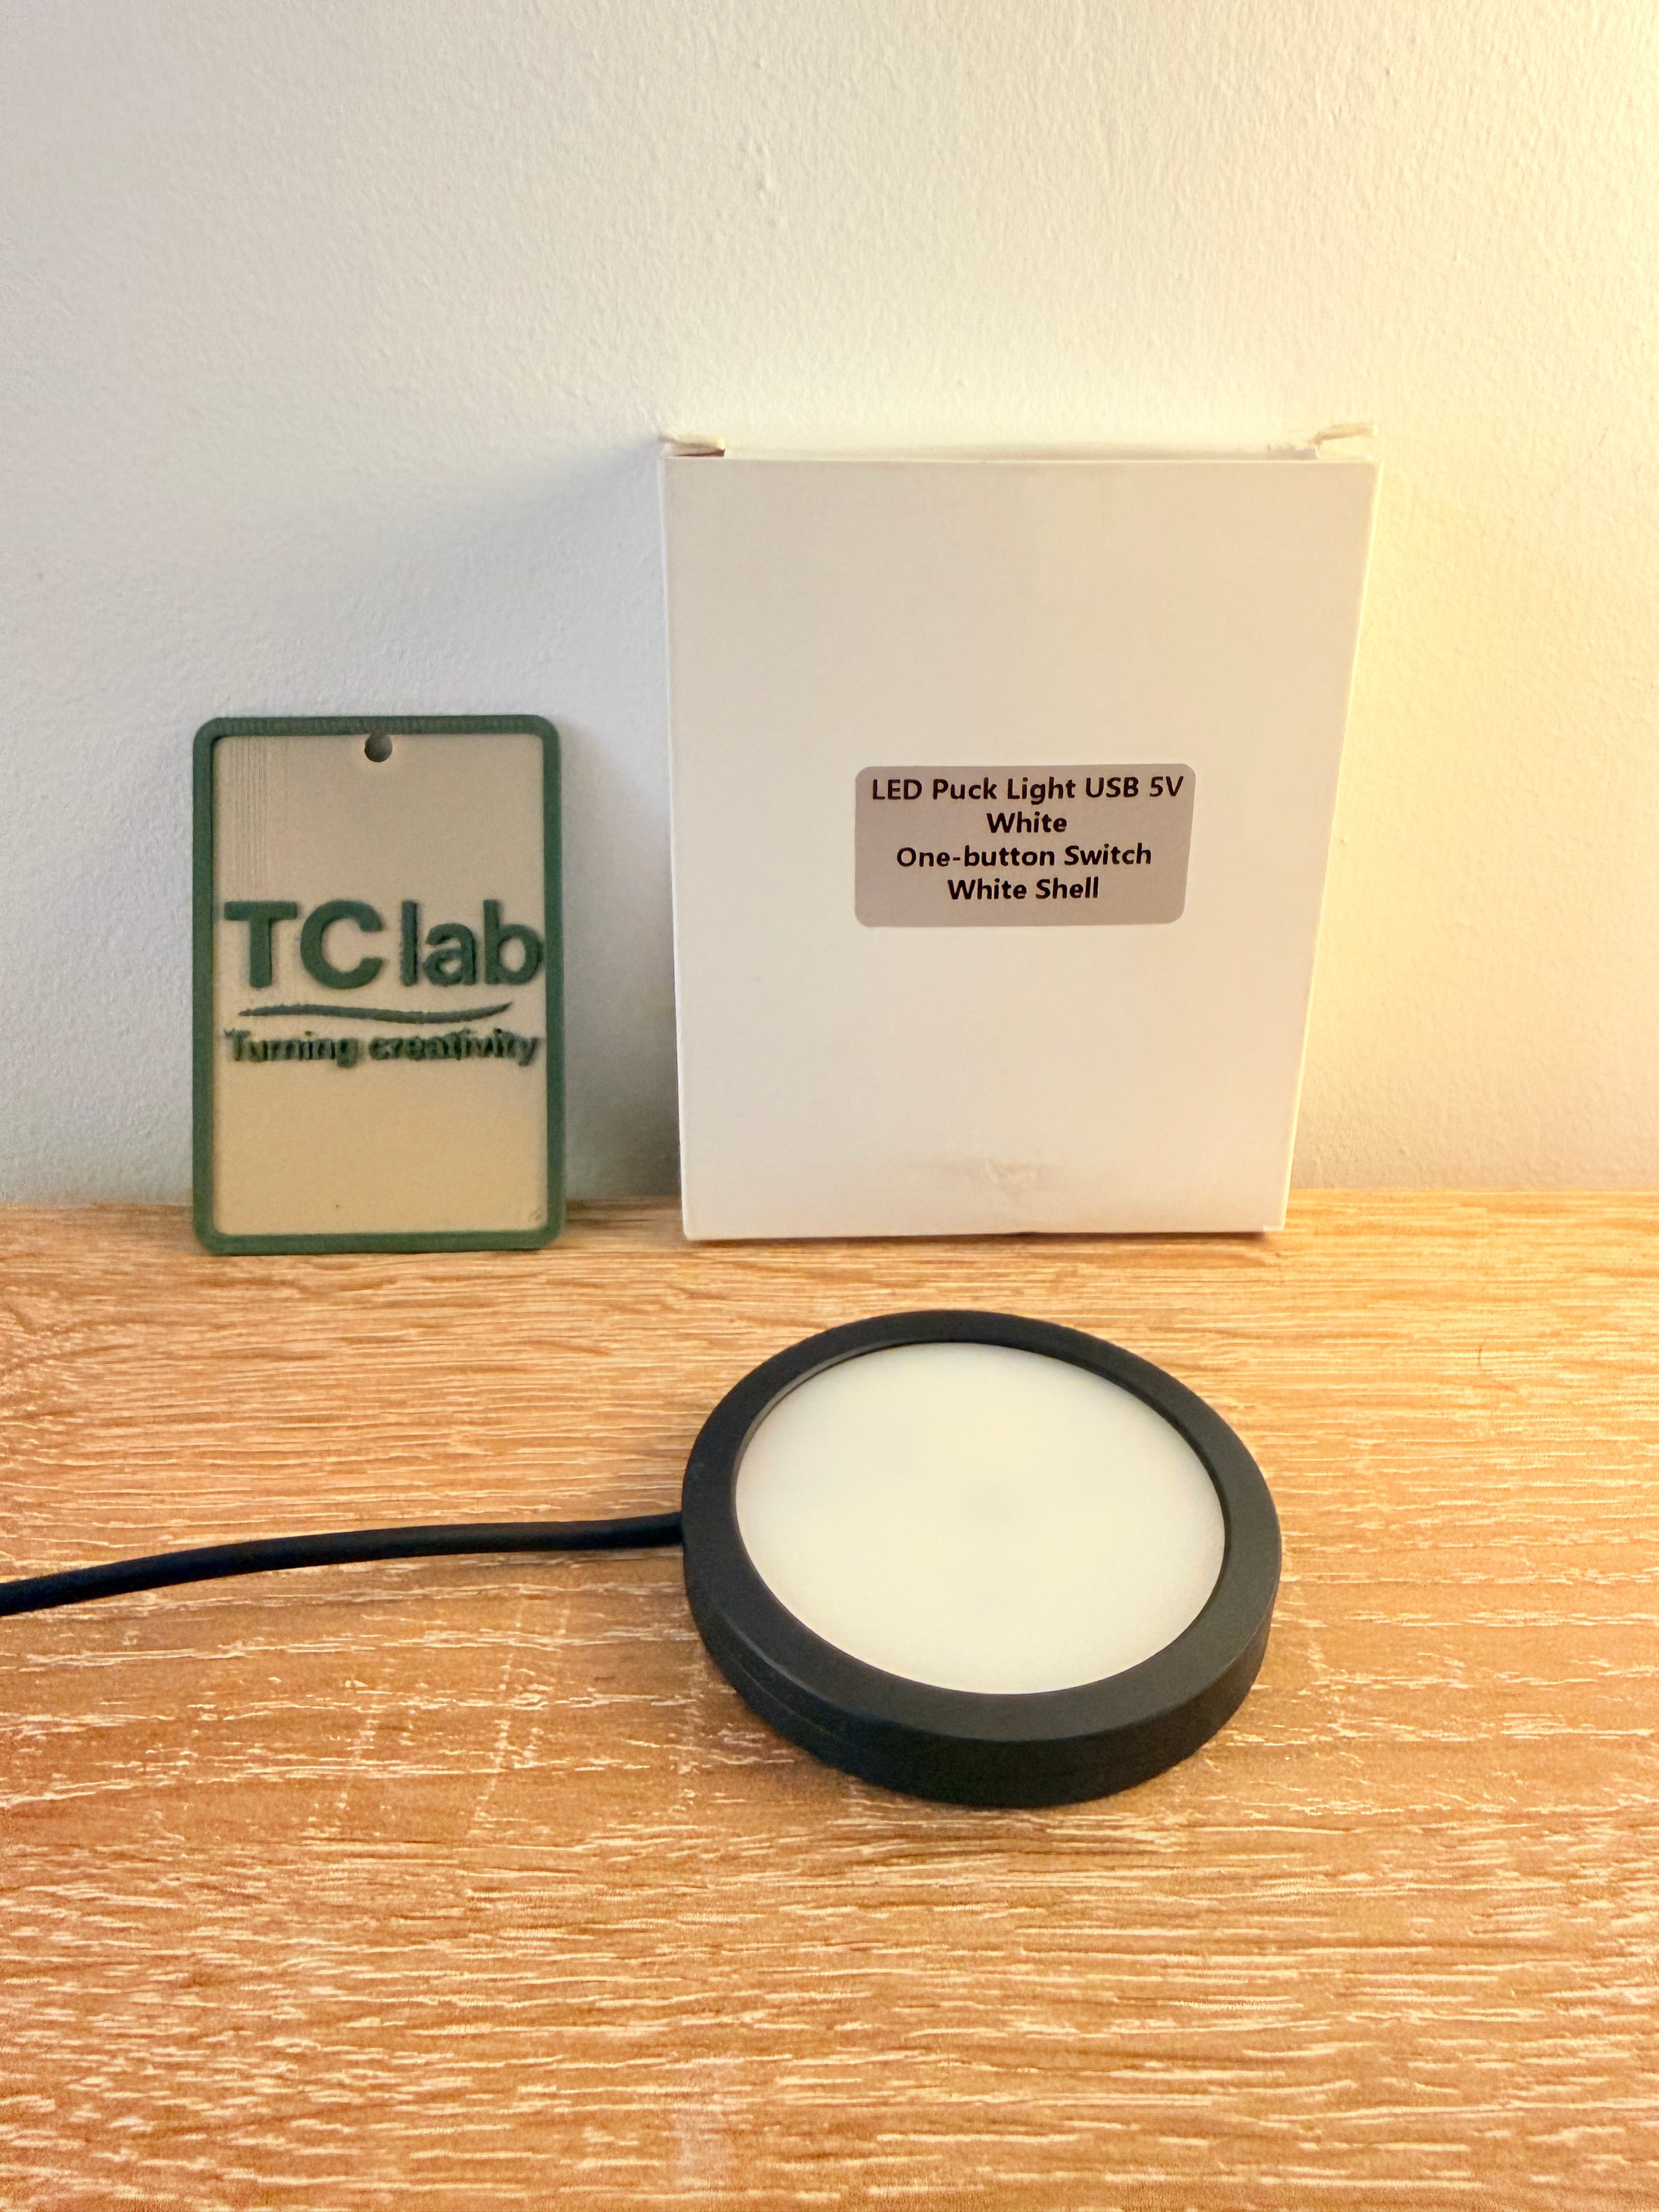 TC lab
Turning creativity
LED Puck Light USB 5V
White
One-button Switch
White Shell